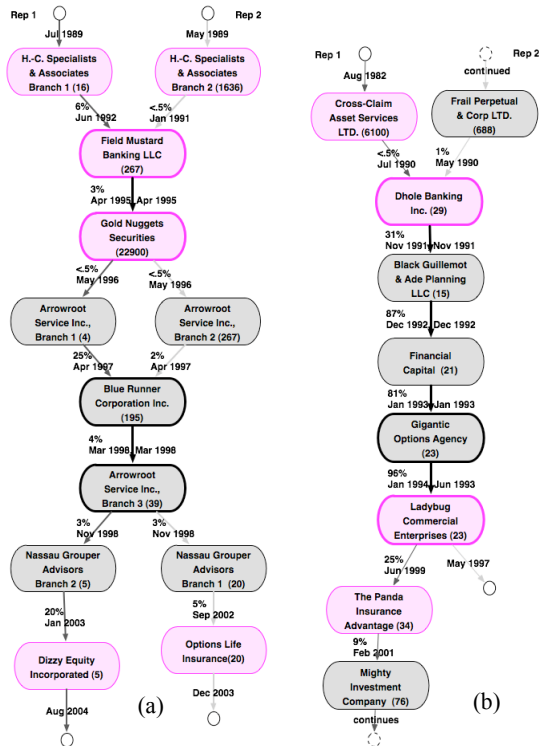 Rep 1
Rep 2
Jul 1989
May 1989
H.-C. Specialists
& Associates
Branch 1 (16)
H.-C. Specialists
& Associates
Branch 2 (1636)
6%
Jun 1992
<.5%
Jan 1991
Field Mustard
Banking LLC
(267)
3%
Apr 1995
Apr 1995
Gold Nuggets
Securities
(22900)
<.5%
May 1996
<.5%
May 1996
Arrowroot
Service Inc.,
Branch 1 (4)
Arrowroot
Service Inc.,
Branch 2 (267)
25%
Apr 1997
2%
Apr 1997
Blue Runner
Corporation Inc.
(195)
4%
Mar 1998
Mar 1998
Arrowroot
Service Inc.,
Branch 3 (39)
3%
Nov 1998
3%
Nov 1998
Nassau Grouper
Advisors
Branch 2 (5)
Nassau Grouper
Advisors
Branch 1 (20)
20%
Jan 2003
5%
Sep 2002
Dizzy Equity
Incorporated (5)
Options Life
Insurance(20)
Aug 2004
Dec 2003
(a)
Rep 1
Rep 2
Aug 1982
continued
Cross-Claim
Asset Services
LTD. (6100)
Frail Perpetual
& Corp LTD.
(688)
<.5%
Jul 1990
1%
May 1990
Dhole Banking
Inc. (29)
31%
Nov 1991
Nov 1991
Black Guillemot
& Ade Planning
LLC (15)
87%
Dec 1992
Dec 1992
Financial
Capital (21)
81%
Jan 1993
Jan 1993
Gigantic
Options Agency
(23)
96%
Jan 1994
Jun 1993
Ladybug
Commercial
Enterprises (23)
25%
Jun 1999
May 1997
The Panda
Insurance
Advantage (34)
9%
Feb 2001
Mighty
Investment
Company (76)
continues
(b)